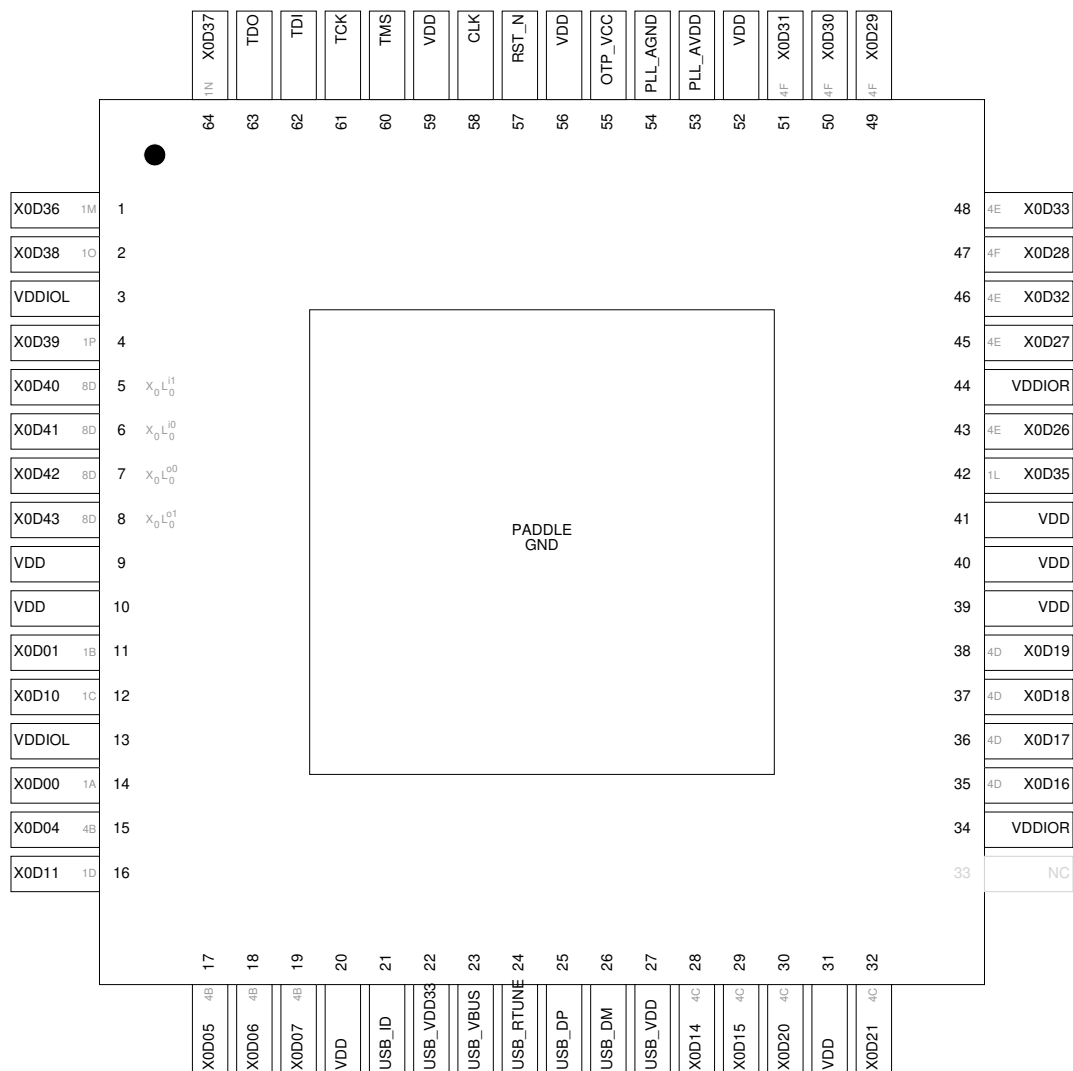 X0D37 1N
TDO
TDI
TCK
TMS
VDD
CLK
RST_N
VDD
OTP_VCC
PLL_AGND
PLL_AVDD
VDD
X0D31 4F
X0D30 4F
X0D29 4F
64 63 62 61 60 59 58 57 56 55 54 53 52 51 50 49
X0D36 1M 1
X0D38 1O 2
VDDIOL 3
X0D39 1P 4
X0D40 8D 5 X₀L₀ⁱ¹
X0D41 8D 6 X₀L₀ⁱ⁰
X0D42 8D 7 X₀L₀ᵒ⁰
X0D43 8D 8 X₀L₀ᵒ¹
VDD 9
VDD 10
X0D01 1B 11
X0D10 1C 12
VDDIOL 13
X0D00 1A 14
X0D04 4B 15
X0D11 1D 16
PADDLE
GND
48 4E X0D33
47 4F X0D28
46 4E X0D32
45 4E X0D27
44 VDDIOR
43 4E X0D26
42 1L X0D35
41 VDD
40 VDD
39 VDD
38 4D X0D19
37 4D X0D18
36 4D X0D17
35 4D X0D16
34 VDDIOR
33 NC
17 18 19 20 21 22 23 24 25 26 27 28 29 30 31 32
X0D05 4B
X0D06 4B
X0D07 4B
VDD
USB_ID
USB_VDD33
USB_VBUS
USB_RTUNE
USB_DP
USB_DM
USB_VDD
X0D14 4C
X0D15 4C
X0D20 4C
VDD
X0D21 4C